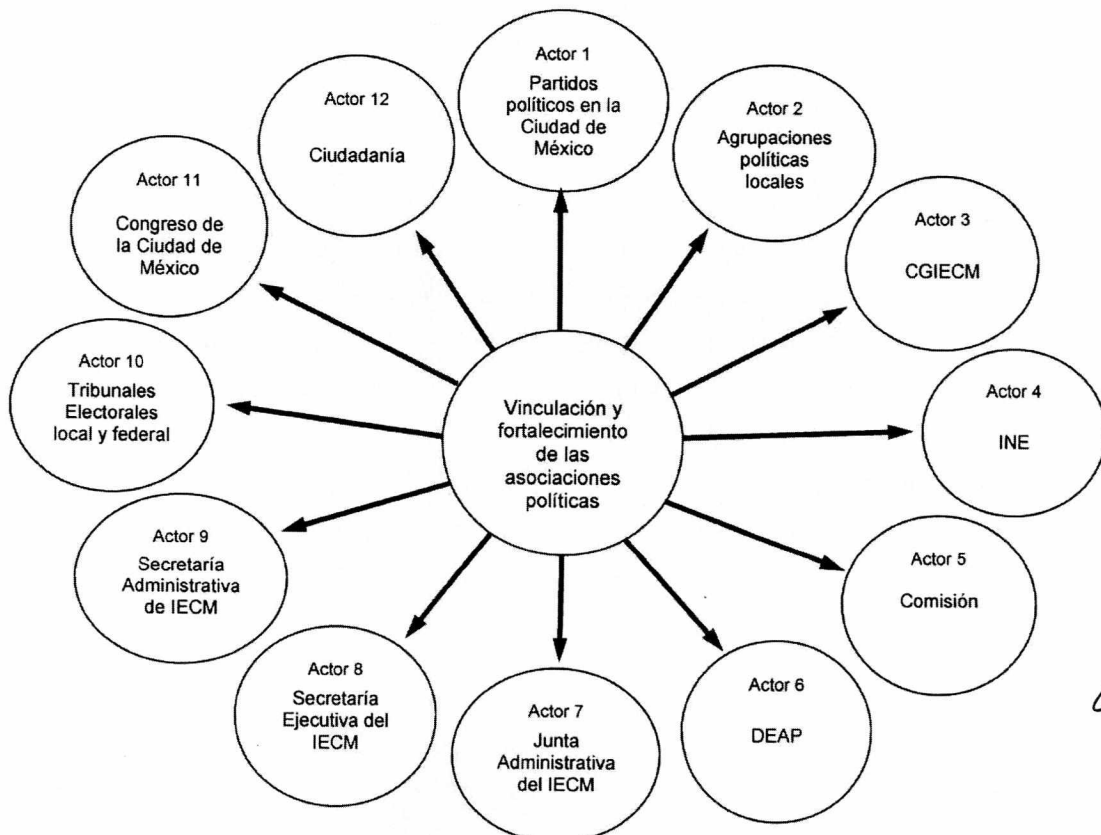 Actor 1
Partidos
políticos en la
Ciudad de
México
Actor 2
Agrupaciones
políticas
locales
Actor 3
CGIECM
Actor 4
INE
Actor 5
Comisión
Actor 6
DEAP
Actor 7
Junta
Administrativa
del IECM
Actor 8
Secretaría
Ejecutiva del
IECM
Actor 9
Secretaría
Administrativa
de IECM
Actor 10
Tribunales
Electorales
local y federal
Actor 11
Congreso de
la Ciudad de
México
Actor 12
Ciudadanía
Vinculación y
fortalecimiento
de las
asociaciones
políticas